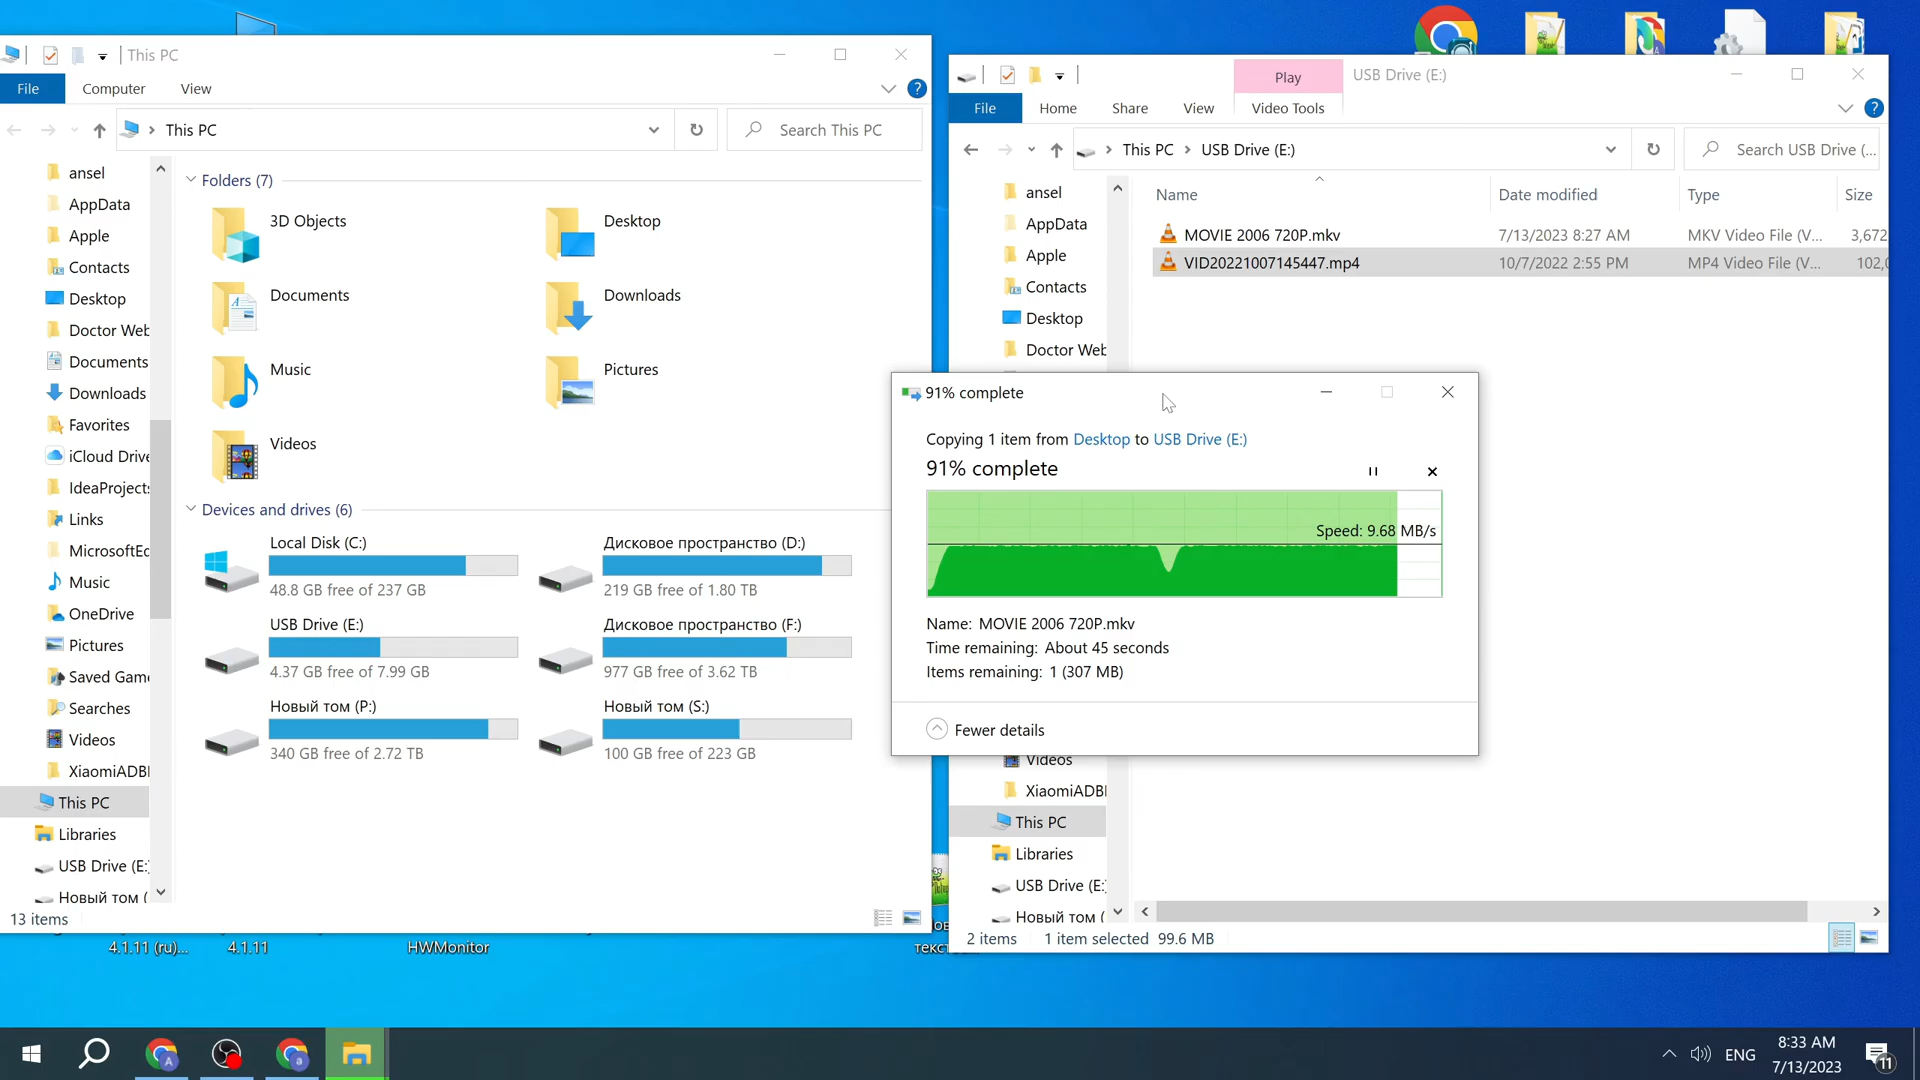 This PC
File
Computer
View
?
This PC
Search This PC
ansel
AppData
Apple
Contacts
Desktop
Doctor Web
Documents
Downloads
Favorites
iCloud Drive
IdeaProjects
Links
MicrosoftEd
Music
OneDrive
Pictures
Saved Game
Searches
Videos
XiaomiADBI
This PC
Libraries
USB Drive (E:)
Новый том (
Folders (7)
3D Objects
Desktop
Documents
Downloads
Music
Pictures
Videos
Devices and drives (6)
Local Disk (C:)
48.8 GB free of 237 GB
Дисковое пространство (D:)
219 GB free of 1.80 TB
USB Drive (E:)
4.37 GB free of 7.99 GB
Дисковое пространство (F:)
977 GB free of 3.62 TB
Новый том (P:)
340 GB free of 2.72 TB
Новый том (S:)
100 GB free of 223 GB
13 items
Play
USB Drive (E:)
File
Home
Share
View
Video Tools
?
This PC
USB Drive (E:)
Search USB Drive (...
ansel
AppData
Apple
Contacts
Desktop
Doctor Web
Videos
XiaomiADBI
This PC
Libraries
USB Drive (E:)
Новый том (
Name
Date modified
Type
Size
MOVIE 2006 720P.mkv
7/13/2023 8:27 AM
MKV Video File (V...
3,672
VID20221007145447.mp4
10/7/2022 2:55 PM
MP4 Video File (V...
102,
2 items
1 item selected 99.6 MB
91% complete
Copying 1 item from Desktop to USB Drive (E:)
91% complete
Speed: 9.68 MB/s
Name: MOVIE 2006 720P.mkv
Time remaining: About 45 seconds
Items remaining: 1 (307 MB)
Fewer details
4.1.11 (ru)...
4.1.11
HWMonitor
ENG
8:33 AM
7/13/2023
11